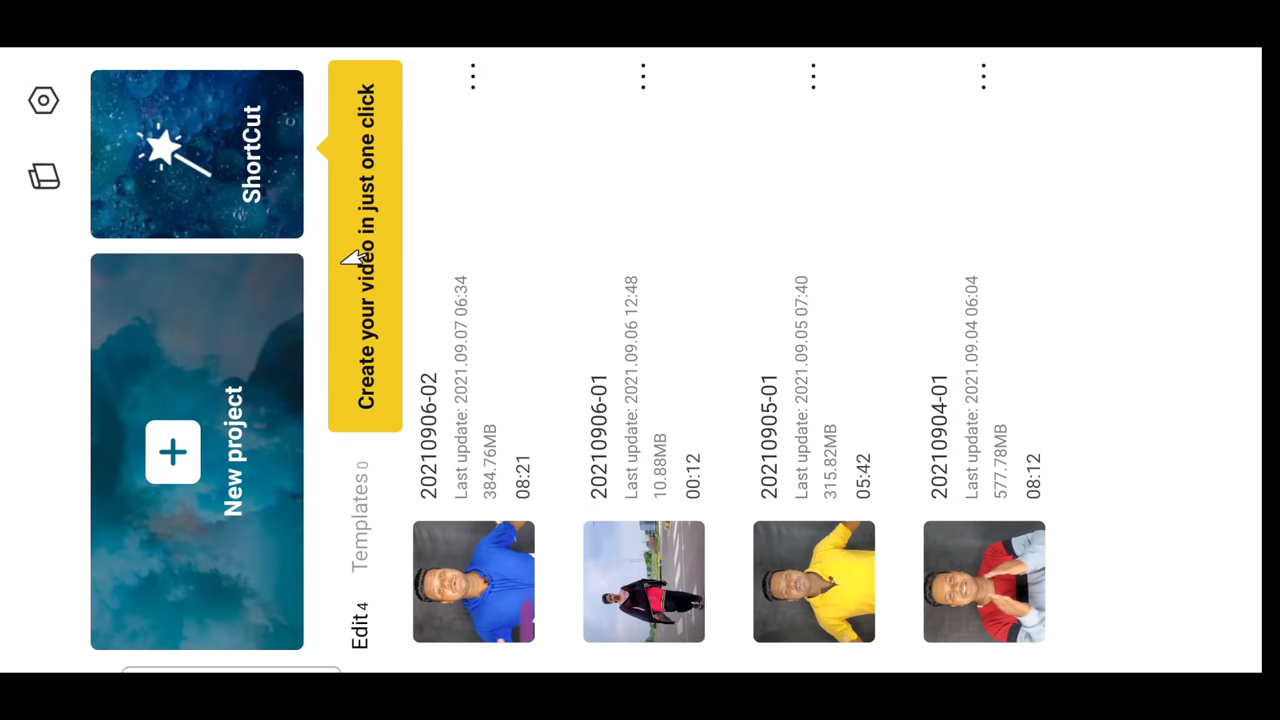 New project
ShortCut
Create your video in just one click
Edit 4
Templates 0
20210906-02
Last update: 2021.09.07 06:34
384.76MB
08:21
20210906-01
Last update: 2021.09.06 12:48
10.88MB
00:12
20210905-01
Last update: 2021.09.05 07:40
315.82MB
05:42
20210904-01
Last update: 2021.09.04 06:04
577.78MB
08:12